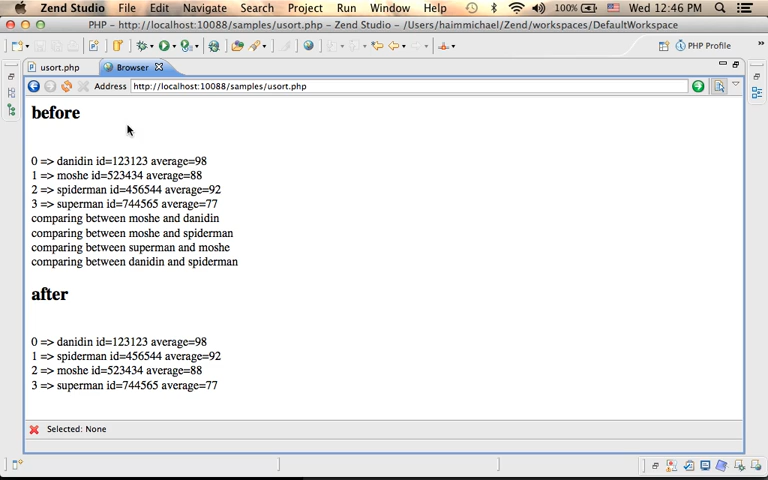 Zend Studio File Edit Navigate Search Project Run Window Help 100% Wed 12:46 PM
PHP – http://localhost:10088/samples/usort.php – Zend Studio – /Users/haimmichael/Zend/workspaces/DefaultWorkspace
PHP Profile
usort.php Browser
Address http://localhost:10088/samples/usort.php
before
0 => danidin id=123123 average=98
1 => moshe id=523434 average=88
2 => spiderman id=456544 average=92
3 => superman id=744565 average=77
comparing between moshe and danidin
comparing between moshe and spiderman
comparing between superman and moshe
comparing between danidin and spiderman
after
0 => danidin id=123123 average=98
1 => spiderman id=456544 average=92
2 => moshe id=523434 average=88
3 => superman id=744565 average=77
Selected: None